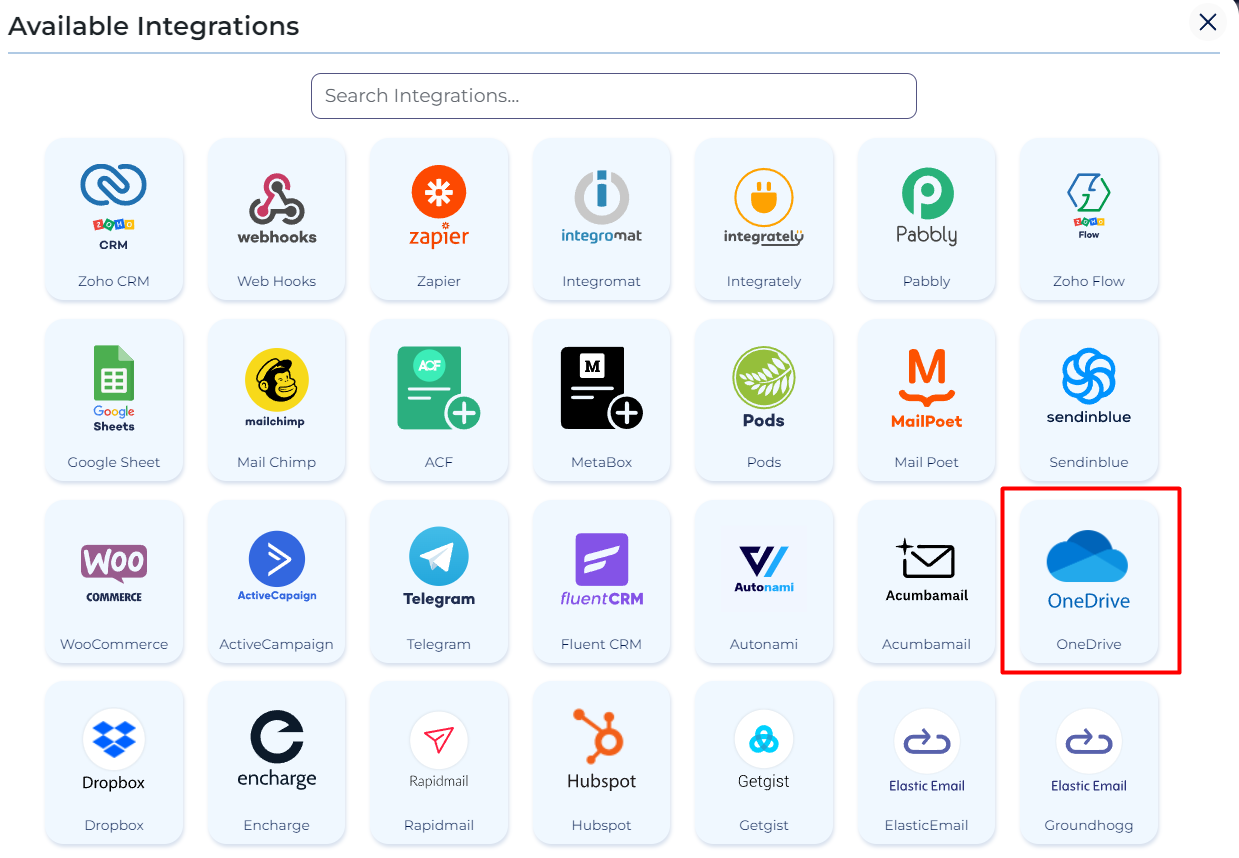 Available Integrations
Search Integrations...
ZOHO
CRM
Zoho CRM
webhooks
Web Hooks
zapier
Zapier
integromat
Integromat
integrately
Integrately
Pabbly
Pabbly
ZOHO
Flow
Zoho Flow
Google
Sheets
Google Sheet
mailchimp
Mail Chimp
ACF
ACF
M
MetaBox
Pods
Pods
M
MailPoet
Mail Poet
sendinblue
Sendinblue
WOO
COMMERCE
WooCommerce
ActiveCapaign
ActiveCampaign
Telegram
Telegram
fluentCRM
Fluent CRM
Autonami
Autonami
Acumbamail
Acumbamail
OneDrive
OneDrive
Dropbox
Dropbox
encharge
Encharge
Rapidmail
Rapidmail
Hubspot
Hubspot
Getgist
Getgist
Elastic Email
ElasticEmail
Elastic Email
Groundhogg